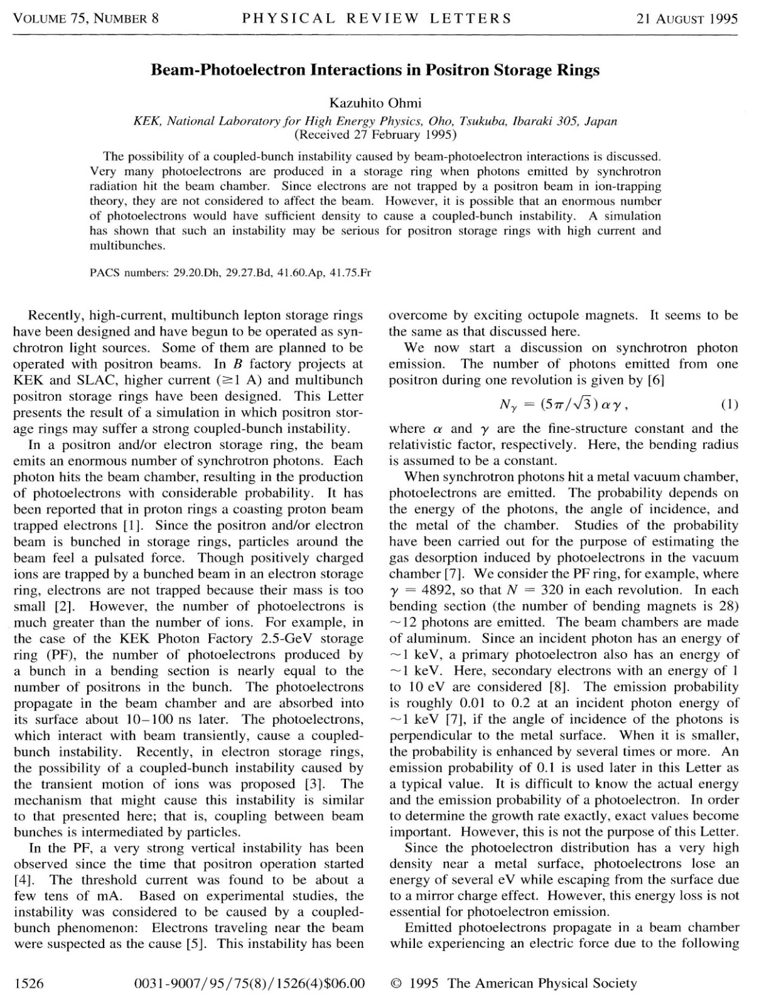 VOLUME 75, NUMBER 8 PHYSICAL REVIEW LETTERS 21 AUGUST 1995
Beam-Photoelectron Interactions in Positron Storage Rings
Kazuhito Ohmi
KEK, National Laboratory for High Energy Physics, Oho, Tsukuba, Ibaraki 305, Japan
(Received 27 February 1995)
The possibility of a coupled-bunch instability caused by beam-photoelectron interactions is discussed.
Very many photoelectrons are produced in a storage ring when photons emitted by synchrotron
radiation hit the beam chamber. Since electrons are not trapped by a positron beam in ion-trapping
theory, they are not considered to affect the beam. However, it is possible that an enormous number
of photoelectrons would have sufficient density to cause a coupled-bunch instability. A simulation
has shown that such an instability may be serious for positron storage rings with high current and
multibunches.
PACS numbers: 29.20.Dh, 29.27.Bd, 41.60.Ap, 41.75.Fr
Recently, high-current, multibunch lepton storage rings
have been designed and have begun to be operated as syn-
chrotron light sources. Some of them are planned to be
operated with positron beams. In B factory projects at
KEK and SLAC, higher current (≥1 A) and multibunch
positron storage rings have been designed. This Letter
presents the result of a simulation in which positron stor-
age rings may suffer a strong coupled-bunch instability.
In a positron and/or electron storage ring, the beam
emits an enormous number of synchrotron photons. Each
photon hits the beam chamber, resulting in the production
of photoelectrons with considerable probability. It has
been reported that in proton rings a coasting proton beam
trapped electrons [1]. Since the positron and/or electron
beam is bunched in storage rings, particles around the
beam feel a pulsated force. Though positively charged
ions are trapped by a bunched beam in an electron storage
ring, electrons are not trapped because their mass is too
small [2]. However, the number of photoelectrons is
much greater than the number of ions. For example, in
the case of the KEK Photon Factory 2.5-GeV storage
ring (PF), the number of photoelectrons produced by
a bunch in a bending section is nearly equal to the
number of positrons in the bunch. The photoelectrons
propagate in the beam chamber and are absorbed into
its surface about 10–100 ns later. The photoelectrons,
which interact with beam transiently, cause a coupled-
bunch instability. Recently, in electron storage rings,
the possibility of a coupled-bunch instability caused by
the transient motion of ions was proposed [3]. The
mechanism that might cause this instability is similar
to that presented here; that is, coupling between beam
bunches is intermediated by particles.
In the PF, a very strong vertical instability has been
observed since the time that positron operation started
[4]. The threshold current was found to be about a
few tens of mA. Based on experimental studies, the
instability was considered to be caused by a coupled-
bunch phenomenon: Electrons traveling near the beam
were suspected as the cause [5]. This instability has been
overcome by exciting octupole magnets. It seems to be
the same as that discussed here.
We now start a discussion on synchrotron photon
emission. The number of photons emitted from one
positron during one revolution is given by [6]
Nγ = (5π/√3) αγ, (1)
where α and γ are the fine-structure constant and the
relativistic factor, respectively. Here, the bending radius
is assumed to be a constant.
When synchrotron photons hit a metal vacuum chamber,
photoelectrons are emitted. The probability depends on
the energy of the photons, the angle of incidence, and
the metal of the chamber. Studies of the probability
have been carried out for the purpose of estimating the
gas desorption induced by photoelectrons in the vacuum
chamber [7]. We consider the PF ring, for example, where
γ = 4892, so that N = 320 in each revolution. In each
bending section (the number of bending magnets is 28)
~12 photons are emitted. The beam chambers are made
of aluminum. Since an incident photon has an energy of
~1 keV, a primary photoelectron also has an energy of
~1 keV. Here, secondary electrons with an energy of 1
to 10 eV are considered [8]. The emission probability
is roughly 0.01 to 0.2 at an incident photon energy of
~1 keV [7], if the angle of incidence of the photons is
perpendicular to the metal surface. When it is smaller,
the probability is enhanced by several times or more. An
emission probability of 0.1 is used later in this Letter as
a typical value. It is difficult to know the actual energy
and the emission probability of a photoelectron. In order
to determine the growth rate exactly, exact values become
important. However, this is not the purpose of this Letter.
Since the photoelectron distribution has a very high
density near a metal surface, photoelectrons lose an
energy of several eV while escaping from the surface due
to a mirror charge effect. However, this energy loss is not
essential for photoelectron emission.
Emitted photoelectrons propagate in a beam chamber
while experiencing an electric force due to the following
1526 0031-9007/95/75(8)/1526(4)$06.00 © 1995 The American Physical Society